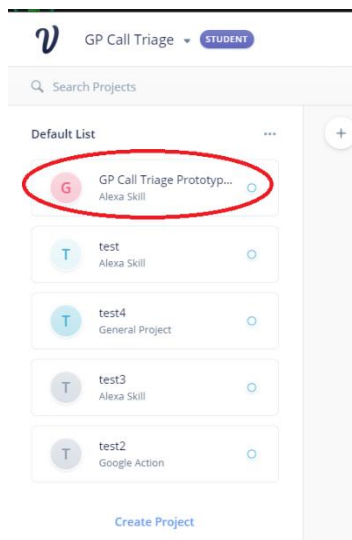 GP Call Triage STUDENT
Search Projects
Default List
G
GP Call Triage Prototyp...
Alexa Skill
T
test
Alexa Skill
T
test4
General Project
T
test3
Alexa Skill
T
test2
Google Action
Create Project